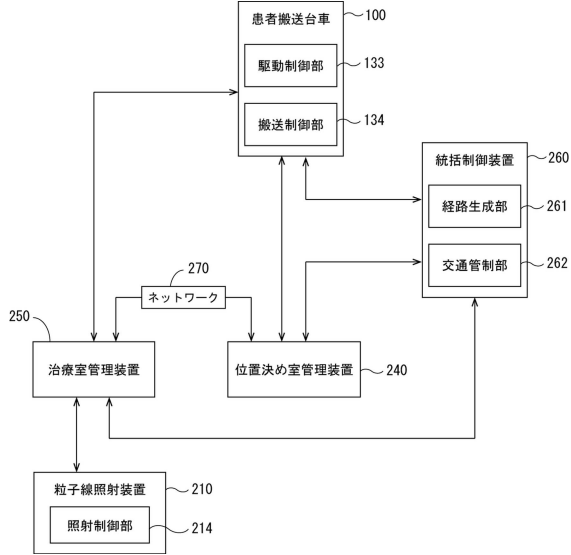 患者搬送台車
100
駆動制御部
133
搬送制御部
134
統括制御装置
260
経路生成部
261
交通管制部
262
270
ネットワーク
250
治療室管理装置
位置決め室管理装置
240
粒子線照射装置
210
照射制御部
214